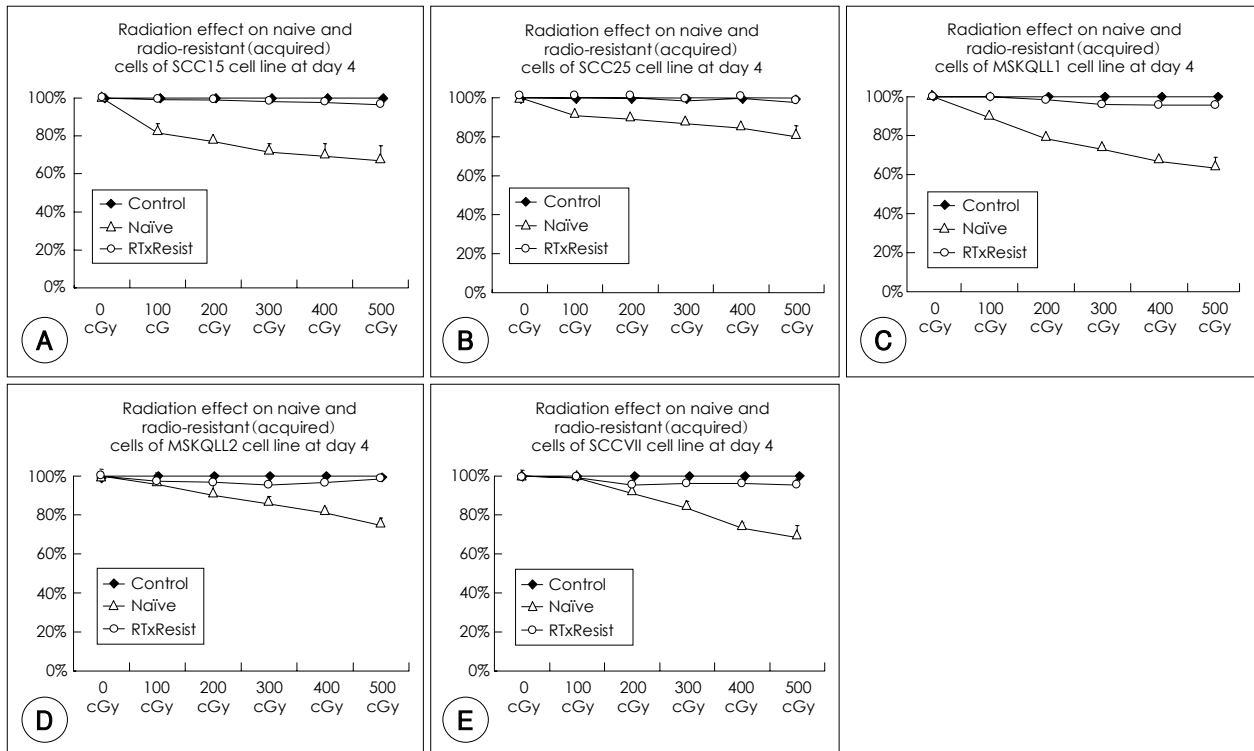 Radiation effect on naive and
radio-resistant (acquired)
cells of SCC15 cell line at day 4
100%
80%
60%
40%
20%
0%
Control
Naïve
RTxResist
0 100 200 300 400 500
cGy cG cGy cGy cGy cGy
A
Radiation effect on naive and
radio-resistant (acquired)
cells of SCC25 cell line at day 4
100%
80%
60%
40%
20%
0%
Control
Naïve
RTxResist
0 100 200 300 400 500
cGy cGy cGy cGy cGy cGy
B
Radiation effect on naive and
radio-resistant (acquired)
cells of MSKQLL1 cell line at day 4
100%
80%
60%
40%
20%
0%
Control
Naïve
RTxResist
0 100 200 300 400 500
cGy cGy cGy cGy cGy cGy
C
Radiation effect on naive and
radio-resistant (acquired)
cells of MSKQLL2 cell line at day 4
100%
80%
60%
40%
20%
0%
Control
Naïve
RTxResist
0 100 200 300 400 500
cGy cGy cGy cGy cGy cGy
D
Radiation effect on naive and
radio-resistant (acquired)
cells of SCCVII cell line at day 4
100%
80%
60%
40%
20%
0%
Control
Naïve
RTxResist
0 100 200 300 400 500
cGy cGy cGy cGy cGy cGy
E